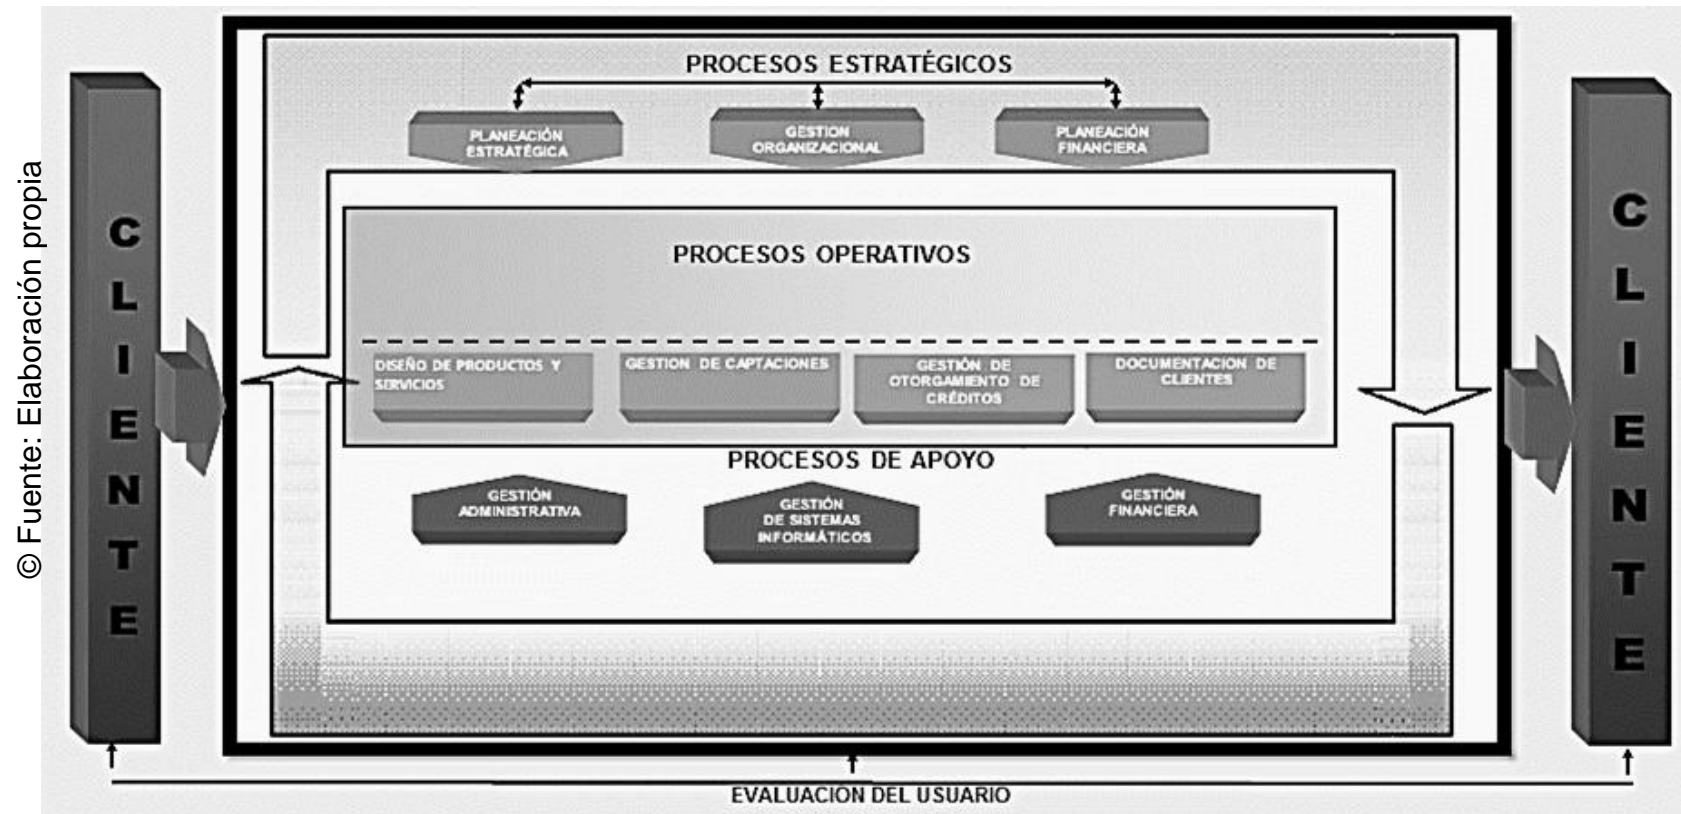 © Fuente: Elaboración propia
C
L
I
E
N
T
E
PROCESOS ESTRATÉGICOS
PLANEACIÓN
ESTRATÉGICA
GESTION
ORGANIZACIONAL
PLANEACIÓN
FINANCIERA
PROCESOS OPERATIVOS
DISEÑO DE PRODUCTOS Y
SERVICIOS
GESTION DE CAPTACIONES
GESTIÓN DE
OTORGAMIENTO DE
CRÉDITOS
DOCUMENTACION DE
CLIENTES
PROCESOS DE APOYO
GESTIÓN
ADMINISTRATIVA
GESTIÓN
DE SISTEMAS
INFORMÁTICOS
GESTIÓN
FINANCIERA
C
L
I
E
N
T
E
EVALUACIÓN DEL USUARIO